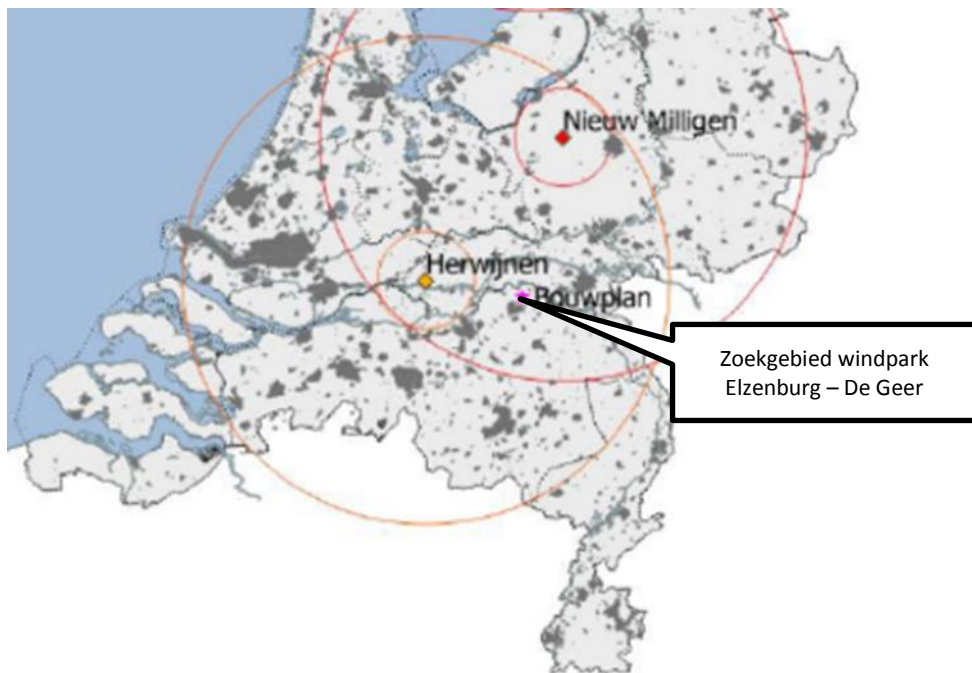 Nieuw Milligen
Herwijnen
Bouwplan
Zoekgebied windpark
Elzenburg – De Geer